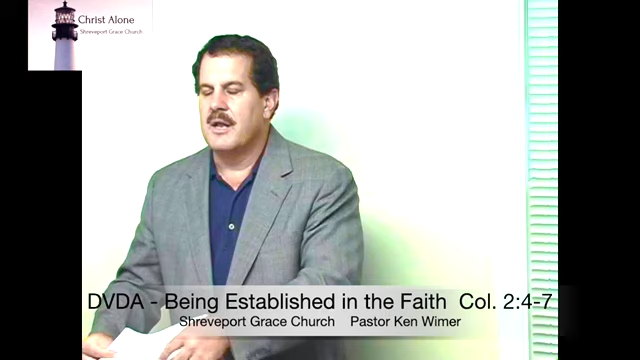 Christ Alone
Shreveport Grace Church
DVDA - Being Established in the Faith Col. 2:4-7
Shreveport Grace Church Pastor Ken Wimer